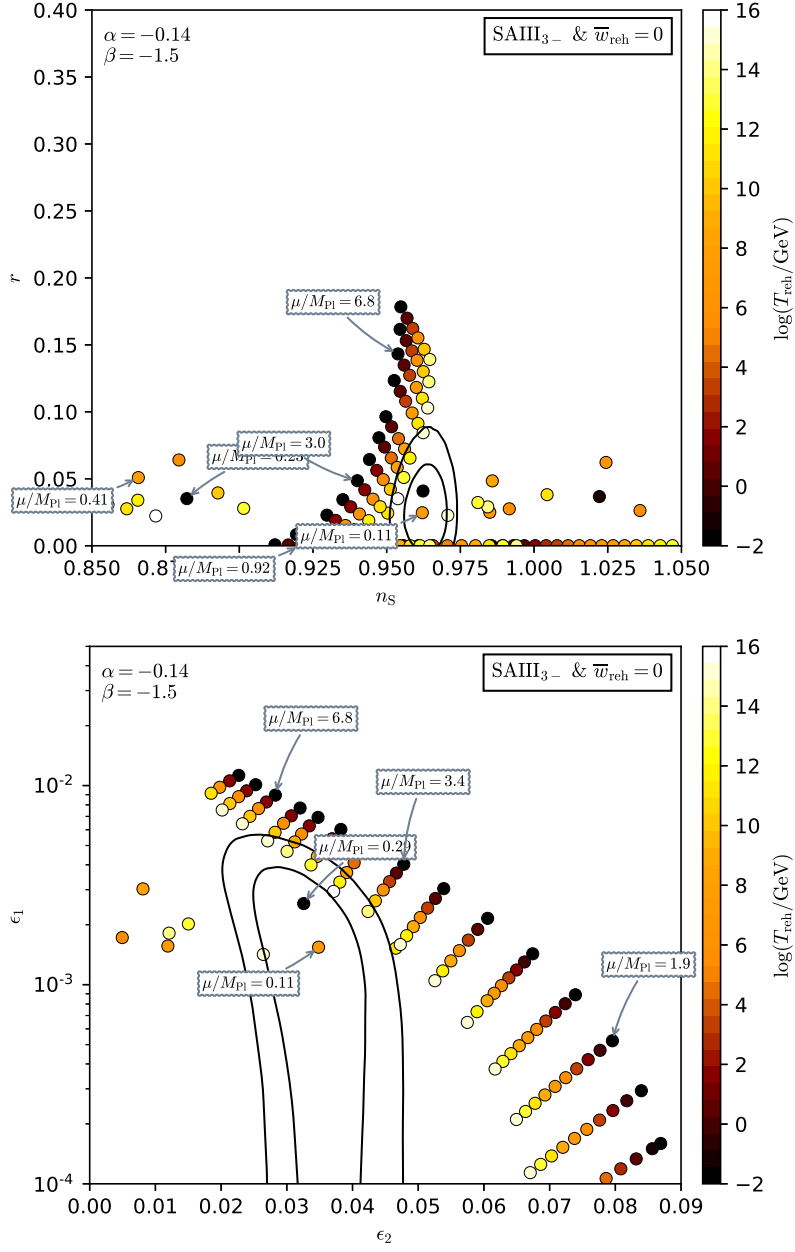 0.40
0.35
0.30
0.25
0.20
0.15
0.10
0.05
0.00
r
α = −0.14
β = −1.5
SAIII3− & w̅reh = 0
μ/MPl = 6.8
μ/MPl = 3.0
μ/MPl = 0.41
μ/MPl = 0.11
μ/MPl = 0.92
0.850
0.925
0.950
0.975
1.000
1.025
1.050
nS
16
14
12
10
8
6
4
2
0
−2
log(Treh/GeV)
10−2
10−3
10−4
ϵ1
α = −0.14
β = −1.5
SAIII3− & w̅reh = 0
μ/MPl = 6.8
μ/MPl = 3.4
μ/MPl = 0.29
μ/MPl = 0.11
μ/MPl = 1.9
0.00
0.01
0.02
0.03
0.04
0.05
0.06
0.07
0.08
0.09
ϵ2
16
14
12
10
8
6
4
2
0
−2
log(Treh/GeV)